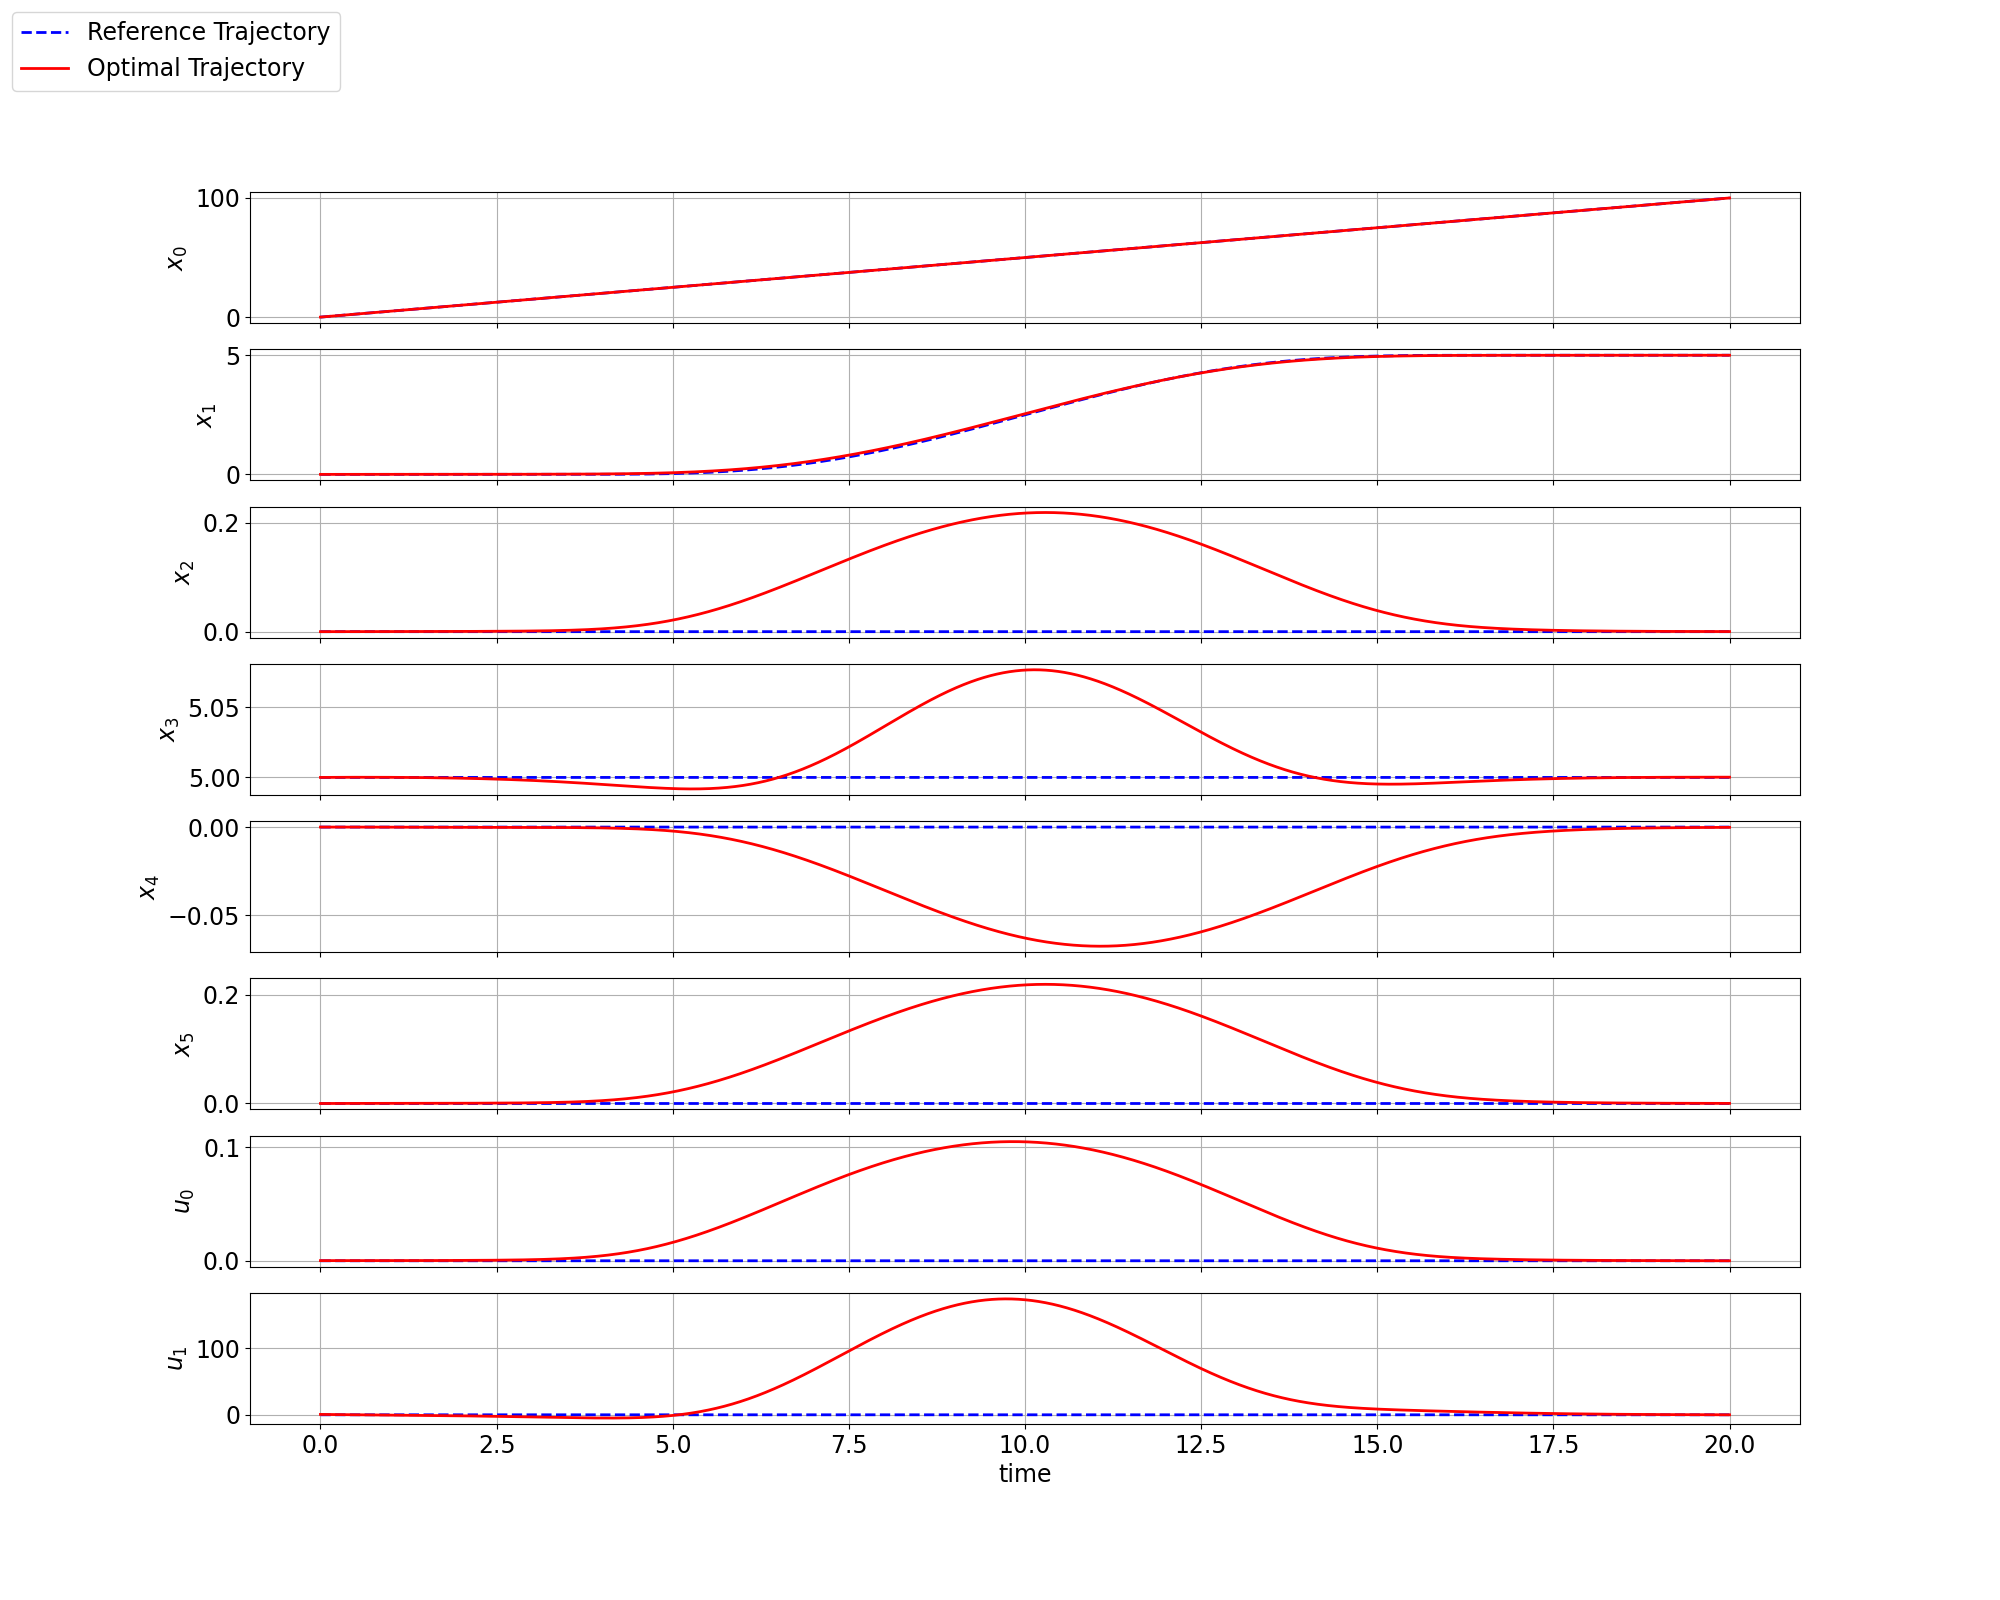 Reference Trajectory
Optimal Trajectory
100
0
x₀
5
0
x₁
0.2
0.0
x₂
5.05
5.00
x₃
0.00
−0.05
x₄
0.2
0.0
x₅
0.1
0.0
u₀
100
0
u₁
0.0 2.5 5.0 7.5 10.0 12.5 15.0 17.5 20.0
time